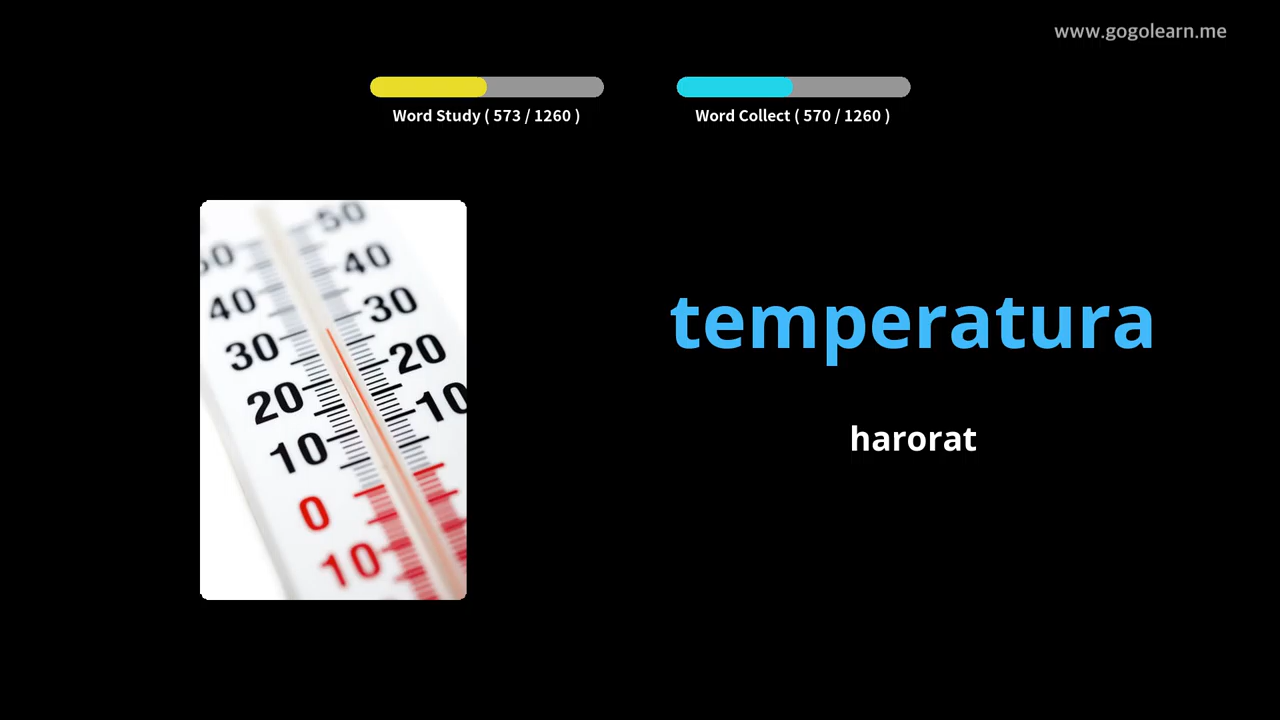 www.gogolearn.me
Word Study ( 573 / 1260 )
Word Collect ( 570 / 1260 )
50
40
40
30
30
20
20
10
10
0
10
temperatura
harorat